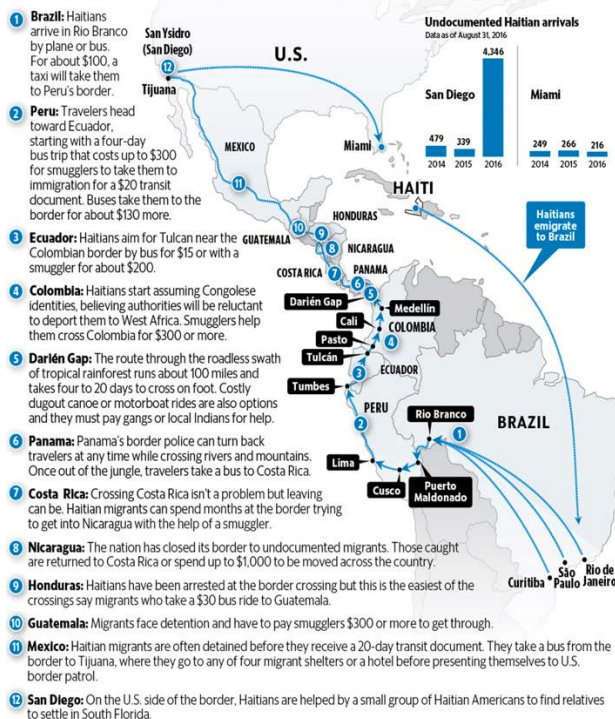 1 Brazil: Haitians
arrive in Rio Branco
by plane or bus.
For about $100, a
taxi will take them
to Peru's border.
2 Peru: Travelers head
toward Ecuador,
starting with a four-day
bus trip that costs up to $300
for smugglers to take them to
immigration for a $20 transit
document. Buses take them to the
border for about $130 more.
3 Ecuador: Haitians aim for Tulcan near the
Colombian border by bus for $15 or with a
smuggler for about $200.
4 Colombia: Haitians start assuming Congolese
identities, believing authorities will be reluctant
to deport them to West Africa. Smugglers help
them cross Colombia for $300 or more.
5 Darién Gap: The route through the roadless swath
of tropical rainforest runs about 100 miles and
takes four to 20 days to cross on foot. Costly
dugout canoe or motorboat rides are also options
and they must pay gangs or local Indians for help.
6 Panama: Panama's border police can turn back
travelers at any time while crossing rivers and mountains.
Once out of the jungle, travelers take a bus to Costa Rica.
7 Costa Rica: Crossing Costa Rica isn't a problem but leaving
can be. Haitian migrants can spend months at the border trying
to get into Nicaragua with the help of a smuggler.
8 Nicaragua: The nation has closed its border to undocumented migrants. Those caught
are returned to Costa Rica or spend up to $1,000 to be moved across the country.
9 Honduras: Haitians have been arrested at the border crossing but this is the easiest of the
crossings say migrants who take a $30 bus ride to Guatemala.
10 Guatemala: Migrants face detention and have to pay smugglers $300 or more to get through.
11 Mexico: Haitian migrants are often detained before they receive a 20-day transit document. They take a bus from the
border to Tijuana, where they go to any of four migrant shelters or a hotel before presenting themselves to U.S.
border patrol.
12 San Diego: On the U.S. side of the border, Haitians are helped by a small group of Haitian Americans to find relatives
to settle in South Florida.
San Ysidro
(San Diego)
12
Tijuana
U.S.
Miami
MEXICO
11
HAITI
10
9
HONDURAS
GUATEMALA
8
NICARAGUA
COSTA RICA
7
PANAMA
6
Darién Gap
5
Medellín
Cali
COLOMBIA
Pasto
4
Tulcán
3
ECUADOR
Tumbes
PERU
2
Rio Branco
1
BRAZIL
Lima
Cusco
Puerto
Maldonado
Curitiba
São
Paulo
Rio de
Janeiro
Haitians
emigrate
to Brazil
Undocumented Haitian arrivals
Data as of August 31, 2016
San Diego
479
339
4,346
2014 2015 2016
Miami
249
266
216
2014 2015 2016